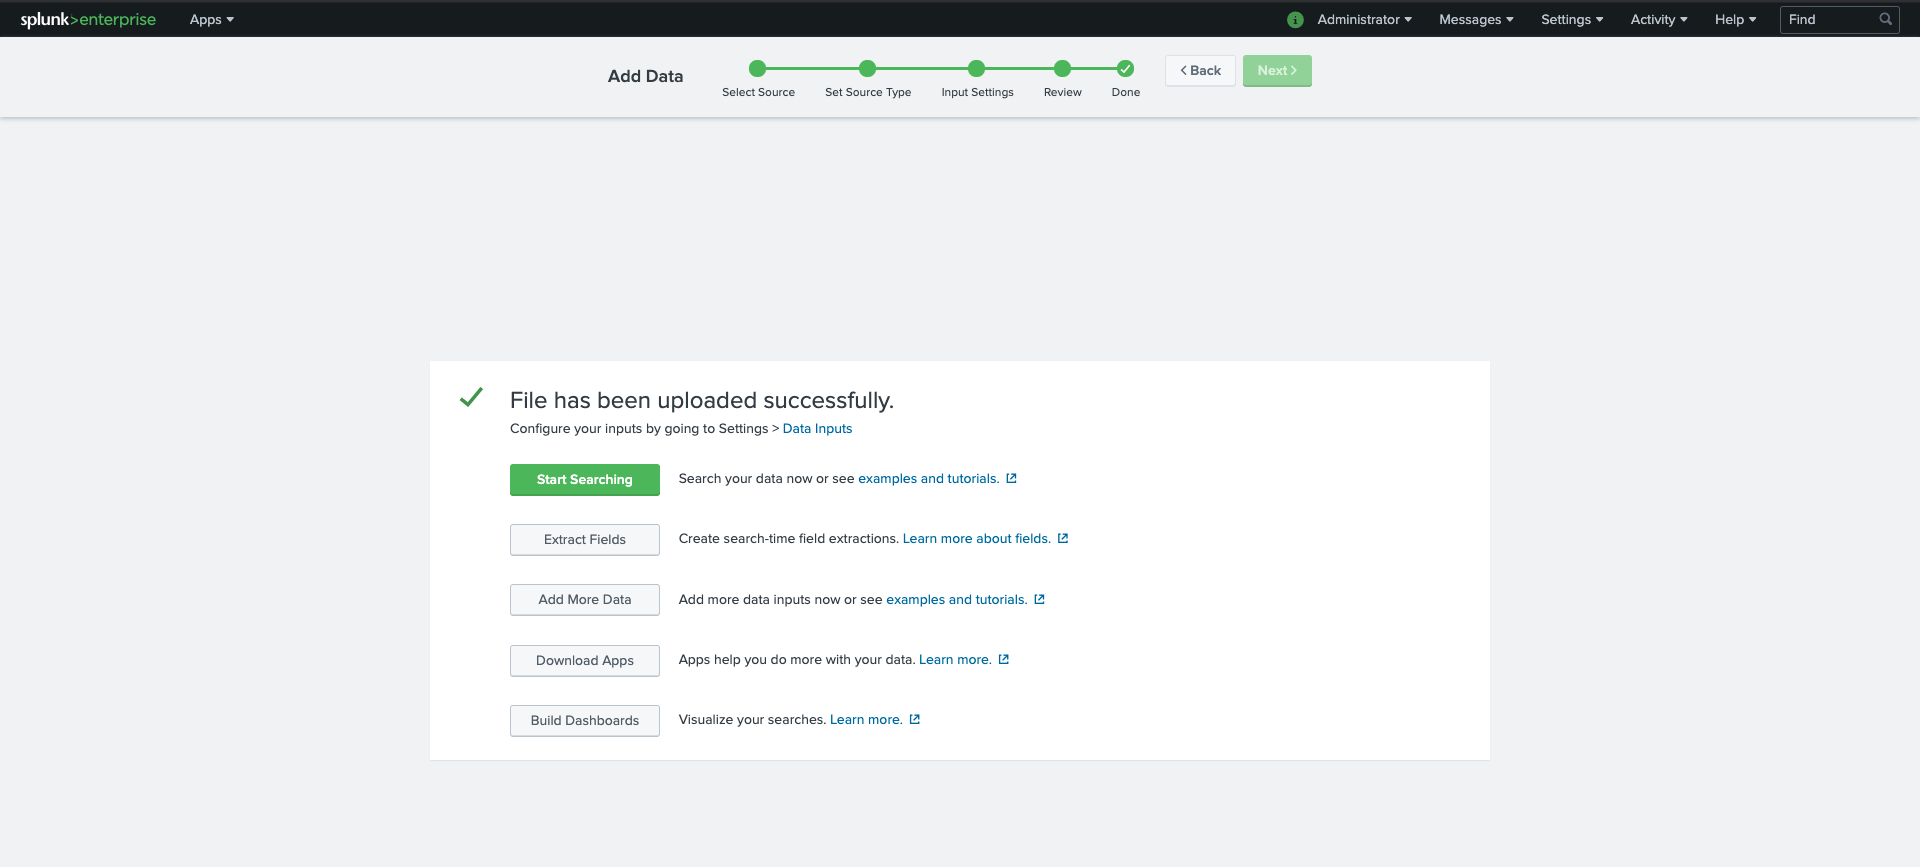 splunk>enterprise Apps Administrator Messages Settings Activity Help Find
Add Data
Select Source Set Source Type Input Settings Review Done
Back Next
File has been uploaded successfully.
Configure your inputs by going to Settings > Data Inputs
Start Searching Search your data now or see examples and tutorials.
Extract Fields Create search-time field extractions. Learn more about fields.
Add More Data Add more data inputs now or see examples and tutorials.
Download Apps Apps help you do more with your data. Learn more.
Build Dashboards Visualize your searches. Learn more.